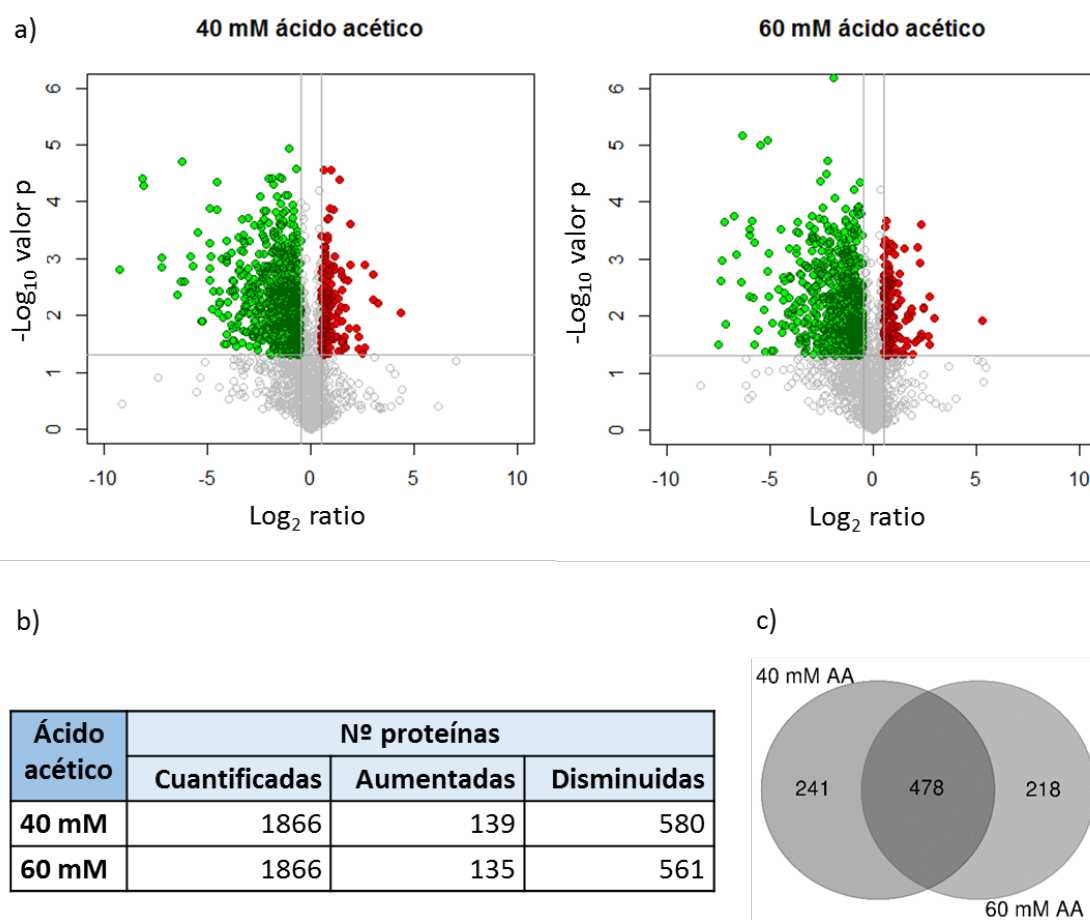 a)
40 mM ácido acético
60 mM ácido acético
6
5
4
3
2
1
0
-Log10 valor p
-10
-5
0
5
10
Log2 ratio
6
5
4
3
2
1
0
-Log10 valor p
-10
-5
0
5
10
Log2 ratio
b)
Ácido acético
Nº proteínas
Cuantificadas Aumentadas Disminuidas
40 mM 1866 139 580
60 mM 1866 135 561
c)
40 mM AA
241 478 218
60 mM AA